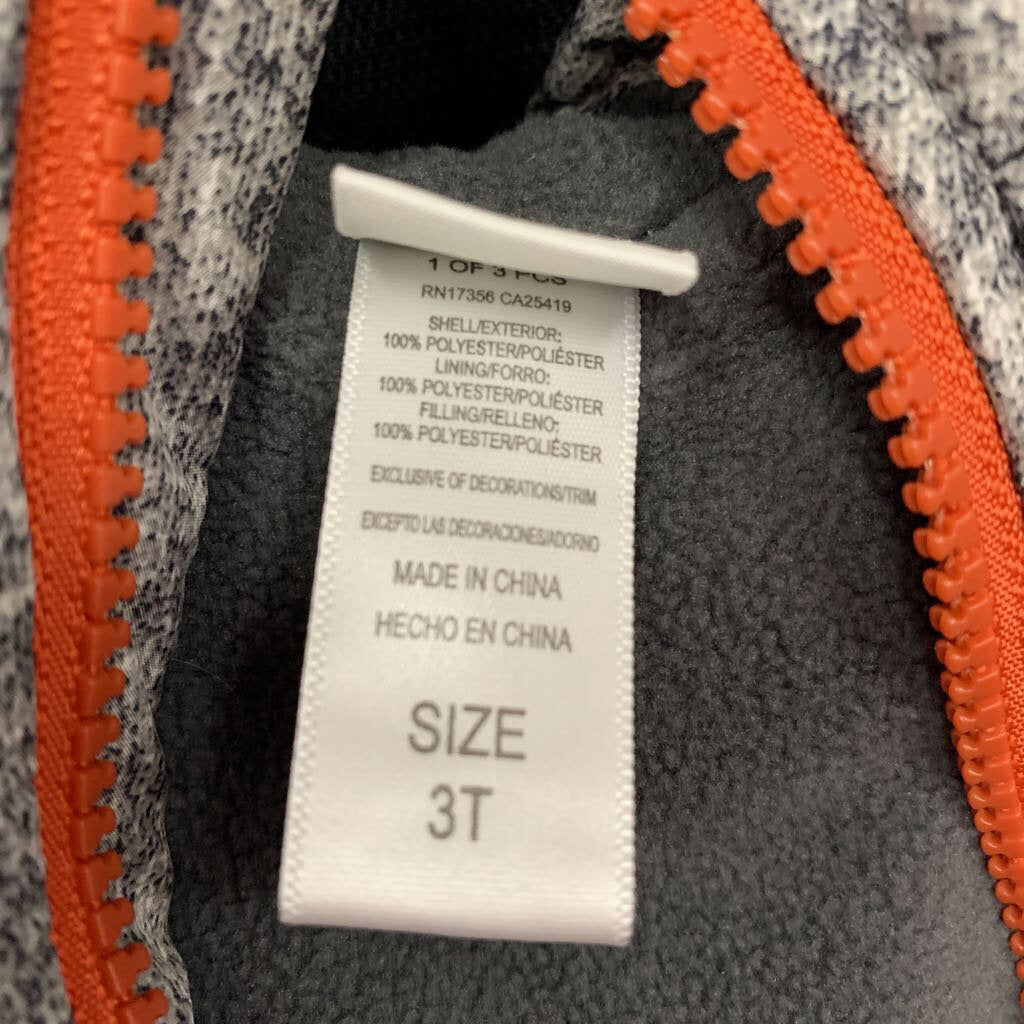 1 OF 3 PCS
RN17356 CA25419
SHELL/EXTERIOR:
100% POLYESTER/POLIÉSTER
LINING/FORRO:
100% POLYESTER/POLIÉSTER
FILLING/RELLENO:
100% POLYESTER/POLIÉSTER
EXCLUSIVE OF DECORATIONS/TRIM
EXCEPTO LAS DECORACIONES/ADORNO
MADE IN CHINA
HECHO EN CHINA
SIZE
3T